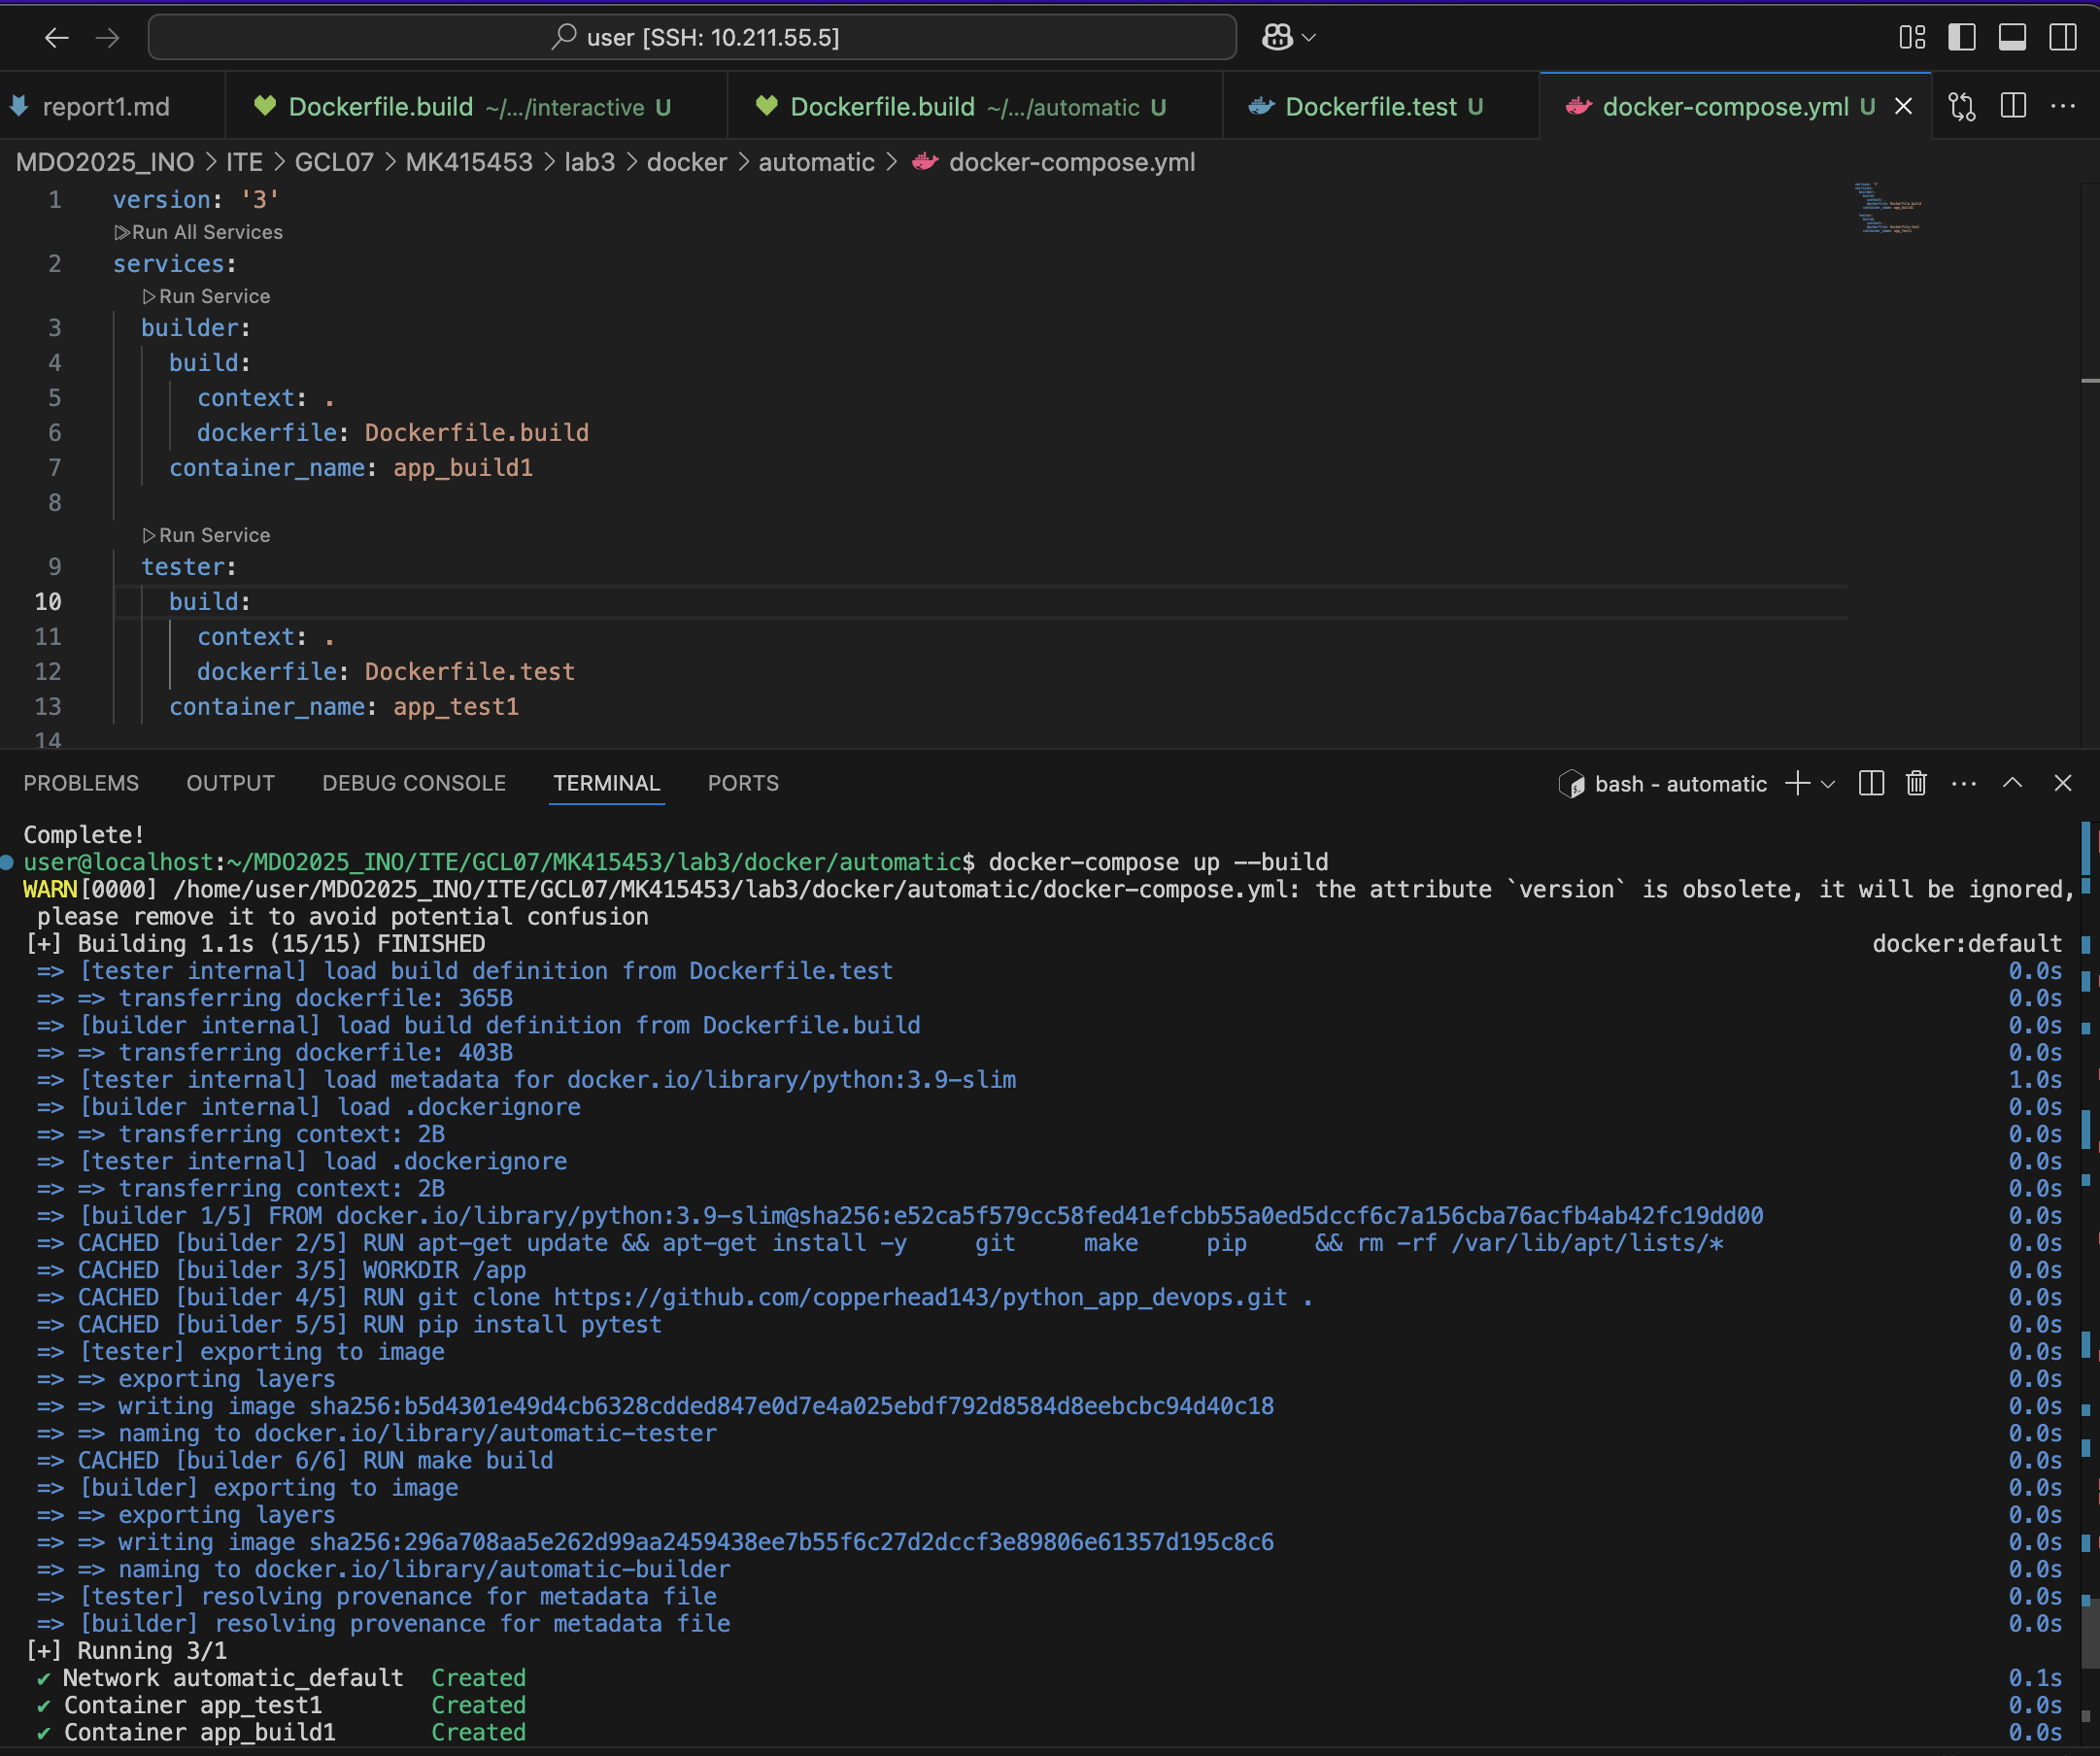 user [SSH: 10.211.55.5]
report1.md
Dockerfile.build ~/.../interactive U
Dockerfile.build ~/.../automatic U
Dockerfile.test U
docker-compose.yml U
MDO2025_INO > ITE > GCL07 > MK415453 > lab3 > docker > automatic > docker-compose.yml
1 version: '3'
Run All Services
2 services:
Run Service
3 builder:
4 build:
5 context: .
6 dockerfile: Dockerfile.build
7 container_name: app_build1
8
Run Service
9 tester:
10 build:
11 context: .
12 dockerfile: Dockerfile.test
13 container_name: app_test1
14
PROBLEMS OUTPUT DEBUG CONSOLE TERMINAL PORTS
bash - automatic
Complete!
user@localhost:~/MDO2025_INO/ITE/GCL07/MK415453/lab3/docker/automatic$ docker-compose up --build
WARN[0000] /home/user/MDO2025_INO/ITE/GCL07/MK415453/lab3/docker/automatic/docker-compose.yml: the attribute `version` is obsolete, it will be ignored,
please remove it to avoid potential confusion
[+] Building 1.1s (15/15) FINISHED docker:default
=> [tester internal] load build definition from Dockerfile.test 0.0s
=> => transferring dockerfile: 365B 0.0s
=> [builder internal] load build definition from Dockerfile.build 0.0s
=> => transferring dockerfile: 403B 0.0s
=> [tester internal] load metadata for docker.io/library/python:3.9-slim 1.0s
=> [builder internal] load .dockerignore 0.0s
=> => transferring context: 2B 0.0s
=> [tester internal] load .dockerignore 0.0s
=> => transferring context: 2B 0.0s
=> [builder 1/5] FROM docker.io/library/python:3.9-slim@sha256:e52ca5f579cc58fed41efcbb55a0ed5dccf6c7a156cba76acfb4ab42fc19dd00 0.0s
=> CACHED [builder 2/5] RUN apt-get update && apt-get install -y git make pip && rm -rf /var/lib/apt/lists/* 0.0s
=> CACHED [builder 3/5] WORKDIR /app 0.0s
=> CACHED [builder 4/5] RUN git clone https://github.com/copperhead143/python_app_devops.git . 0.0s
=> CACHED [builder 5/5] RUN pip install pytest 0.0s
=> [tester] exporting to image 0.0s
=> => exporting layers 0.0s
=> => writing image sha256:b5d4301e49d4cb6328cdded847e0d7e4a025ebdf792d8584d8eebcbc94d40c18 0.0s
=> => naming to docker.io/library/automatic-tester 0.0s
=> CACHED [builder 6/6] RUN make build 0.0s
=> [builder] exporting to image 0.0s
=> => exporting layers 0.0s
=> => writing image sha256:296a708aa5e262d99aa2459438ee7b55f6c27d2dccf3e89806e61357d195c8c6 0.0s
=> => naming to docker.io/library/automatic-builder 0.0s
=> [tester] resolving provenance for metadata file 0.0s
=> [builder] resolving provenance for metadata file 0.0s
[+] Running 3/1
✔ Network automatic_default Created 0.1s
✔ Container app_test1 Created 0.0s
✔ Container app_build1 Created 0.0s